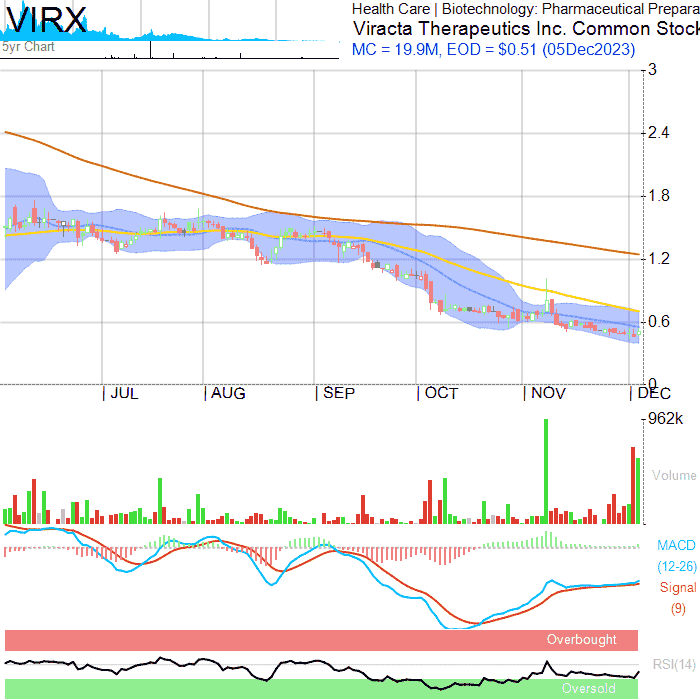 VIRX
5yr Chart
Health Care | Biotechnology: Pharmaceutical Prepara
Viracta Therapeutics Inc. Common Stock
MC = 19.9M, EOD = $0.51 (05Dec2023)
3
2.4
1.8
1.2
0.6
0
| JUL | AUG | SEP | OCT | NOV | DEC
962k
Volume
MACD
(12-26)
Signal
(9)
Overbought
RSI(14)
Oversold